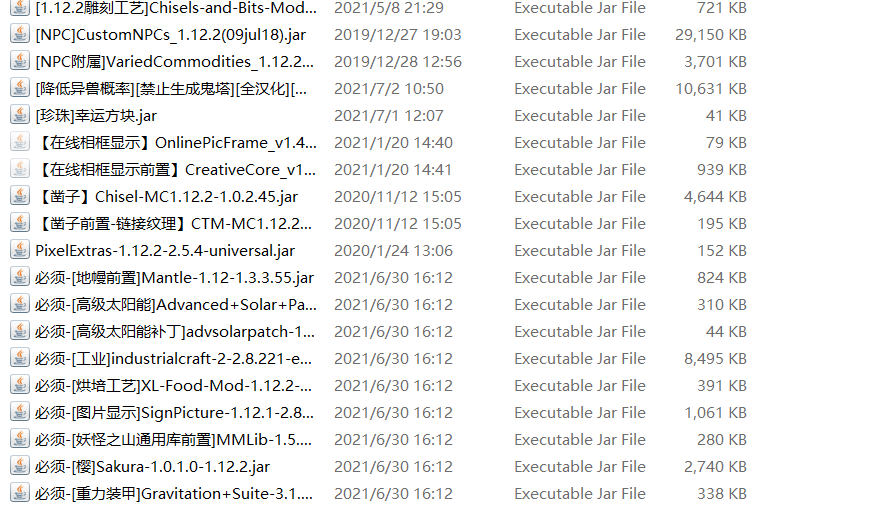 [1.12.2雕刻工艺]Chisels-and-Bits-Mod... 2021/5/8 21:29 Executable Jar File 721 KB
[NPC]CustomNPCs_1.12.2(09jul18).jar 2019/12/27 19:03 Executable Jar File 29,150 KB
[NPC附属]VariedCommodities_1.12.2... 2019/12/28 12:56 Executable Jar File 3,701 KB
[降低异兽概率][禁止生成鬼塔][全汉化][... 2021/7/2 10:50 Executable Jar File 10,631 KB
[珍珠]幸运方块.jar 2021/7/1 12:07 Executable Jar File 41 KB
【在线相框显示】OnlinePicFrame_v1.4... 2021/1/20 14:40 Executable Jar File 79 KB
【在线相框显示前置】CreativeCore_v1... 2021/1/20 14:41 Executable Jar File 939 KB
【凿子】Chisel-MC1.12.2-1.0.2.45.jar 2020/11/12 15:05 Executable Jar File 4,644 KB
【凿子前置-链接纹理】CTM-MC1.12.2... 2020/11/12 15:05 Executable Jar File 195 KB
PixelExtras-1.12.2-2.5.4-universal.jar 2020/1/24 13:06 Executable Jar File 152 KB
必须-[地幔前置]Mantle-1.12-1.3.3.55.jar 2021/6/30 16:12 Executable Jar File 824 KB
必须-[高级太阳能]Advanced+Solar+Pa... 2021/6/30 16:12 Executable Jar File 310 KB
必须-[高级太阳能补丁]advsolarpatch-1... 2021/6/30 16:12 Executable Jar File 44 KB
必须-[工业]industrialcraft-2-2.8.221-e... 2021/6/30 16:12 Executable Jar File 8,495 KB
必须-[烘培工艺]XL-Food-Mod-1.12.2-... 2021/6/30 16:12 Executable Jar File 391 KB
必须-[图片显示]SignPicture-1.12.1-2.8... 2021/6/30 16:12 Executable Jar File 1,061 KB
必须-[妖怪之山通用库前置]MMLib-1.5.... 2021/6/30 16:12 Executable Jar File 280 KB
必须-[樱]Sakura-1.0.1.0-1.12.2.jar 2021/6/30 16:12 Executable Jar File 2,740 KB
必须-[重力装甲]Gravitation+Suite-3.1.... 2021/6/30 16:12 Executable Jar File 338 KB